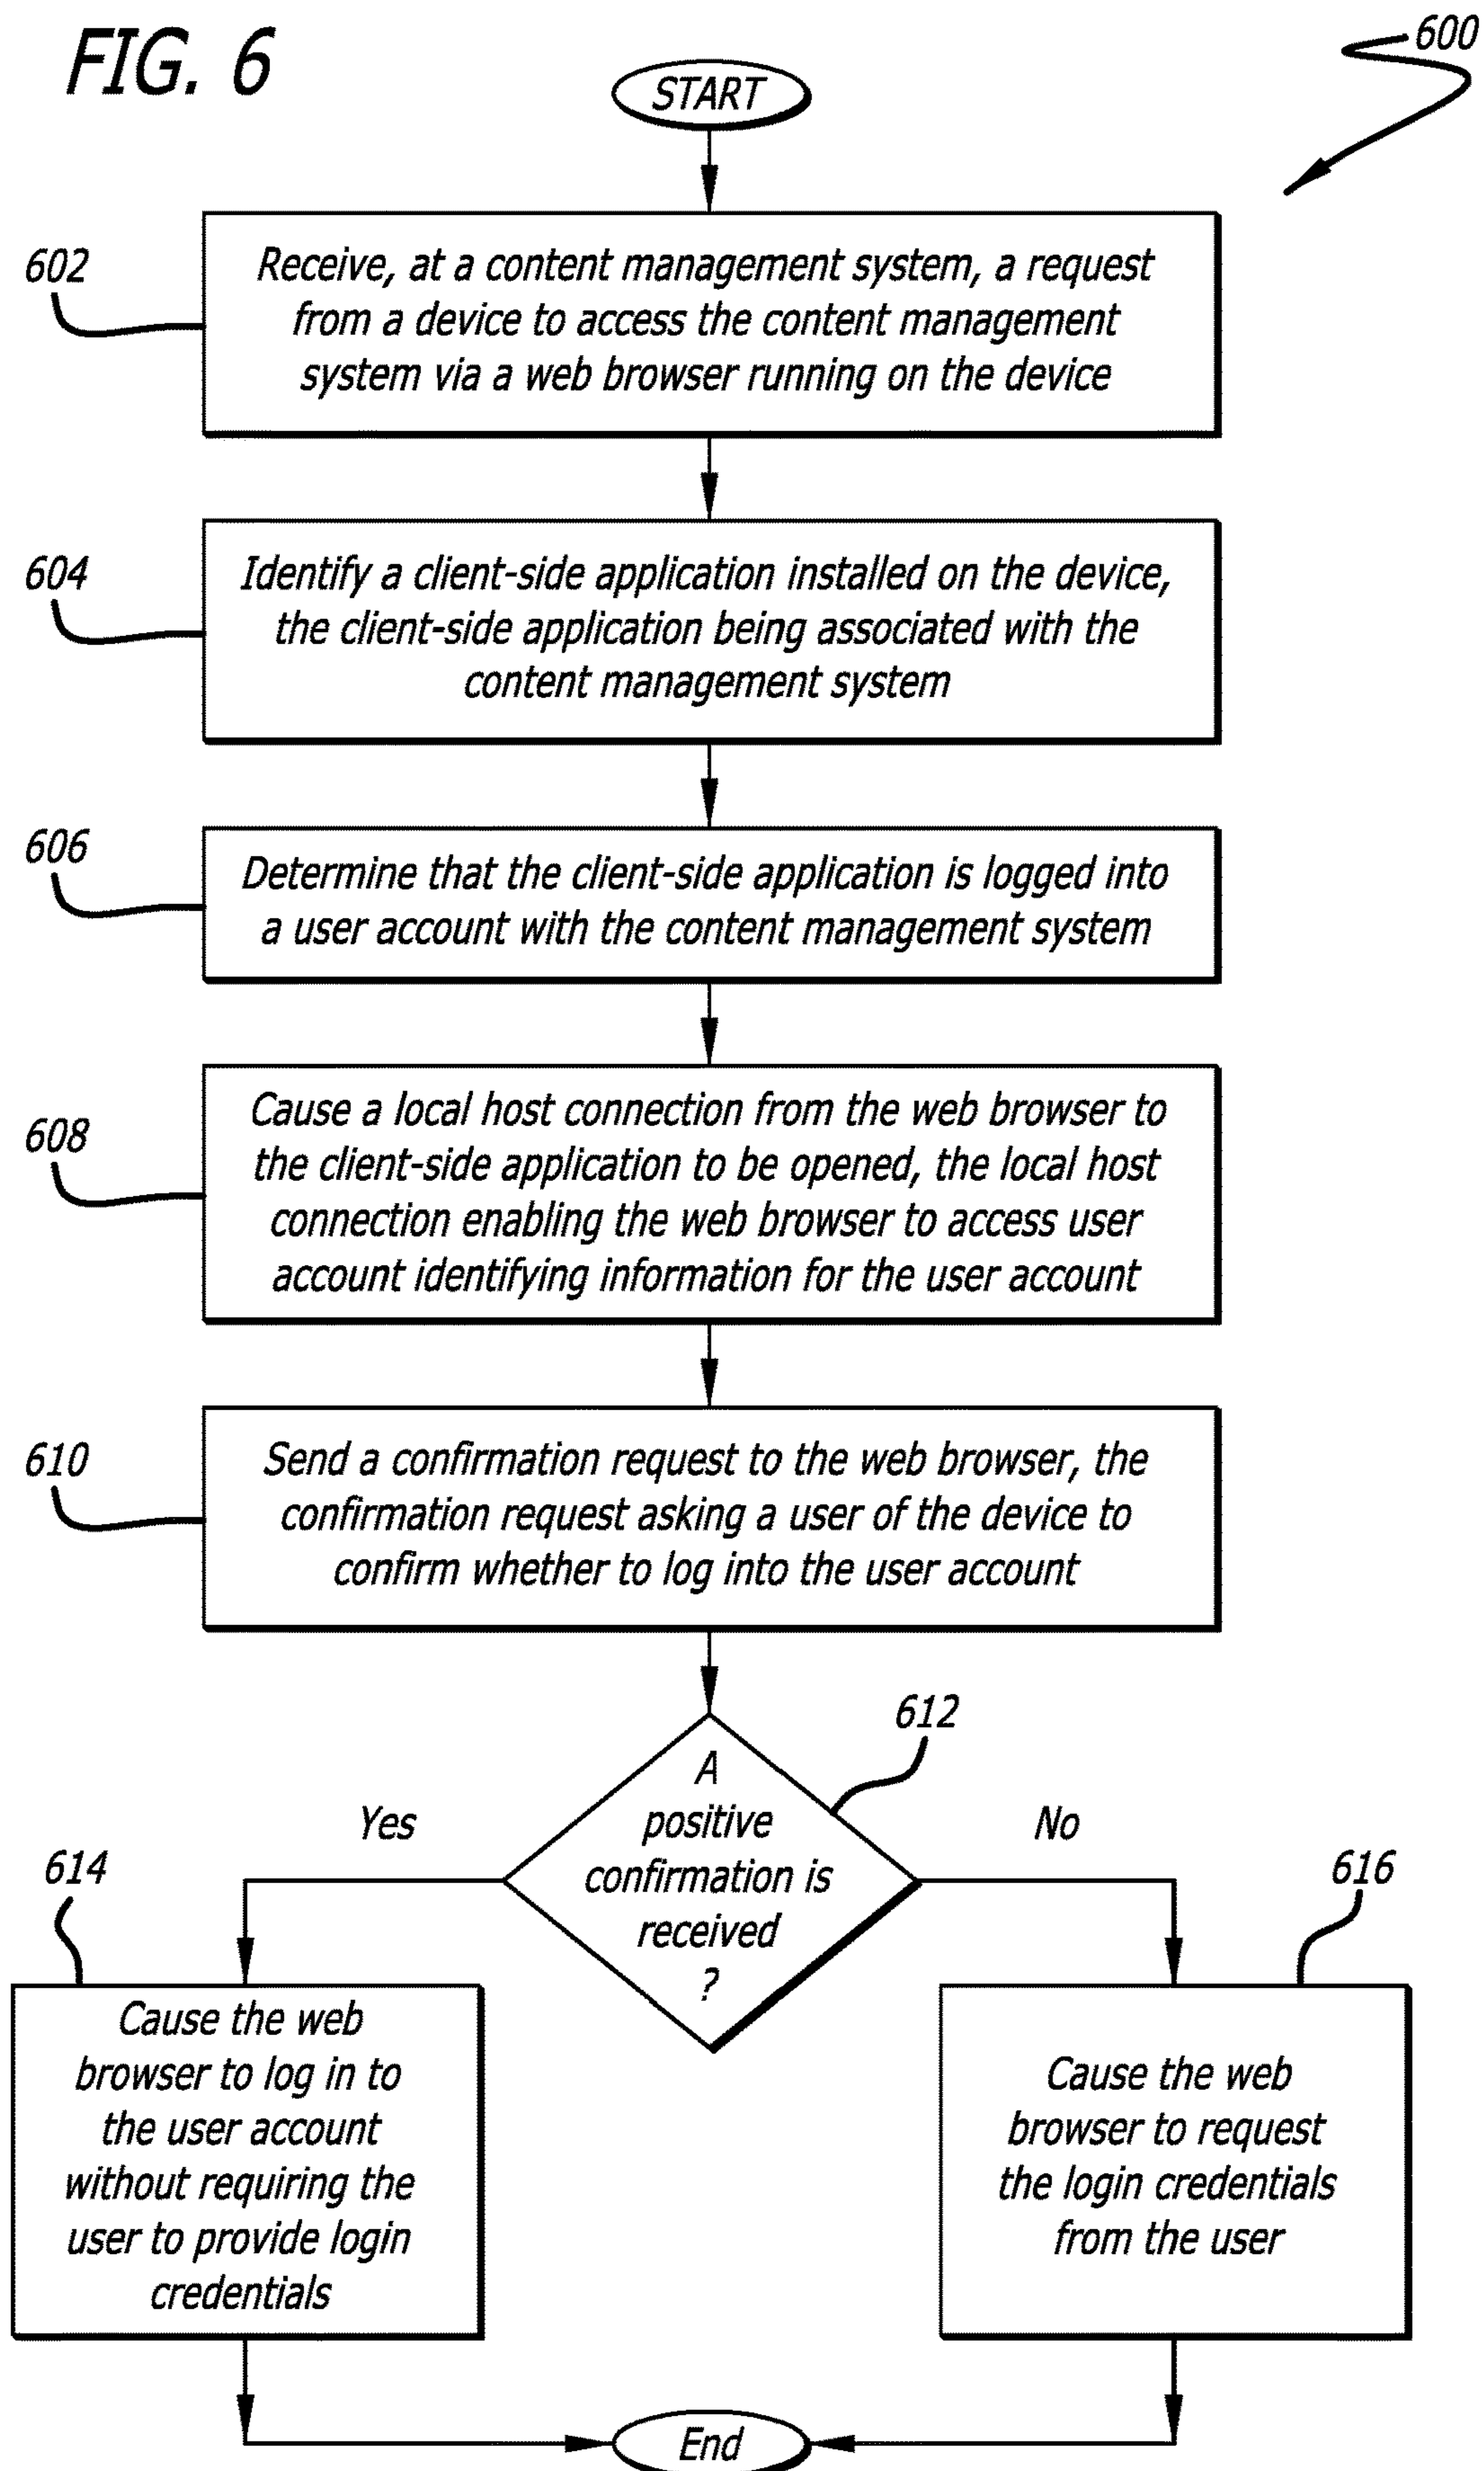 FIG. 6
600
START
602
Receive, at a content management system, a request
from a device to access the content management
system via a web browser running on the device
604
Identify a client-side application installed on the device,
the client-side application being associated with the
content management system
606
Determine that the client-side application is logged into
a user account with the content management system
608
Cause a local host connection from the web browser to
the client-side application to be opened, the local host
connection enabling the web browser to access user
account identifying information for the user account
610
Send a confirmation request to the web browser, the
confirmation request asking a user of the device to
confirm whether to log into the user account
612
A
positive
confirmation is
received
?
Yes
No
614
Cause the web
browser to log in to
the user account
without requiring the
user to provide login
credentials
616
Cause the web
browser to request
the login credentials
from the user
End